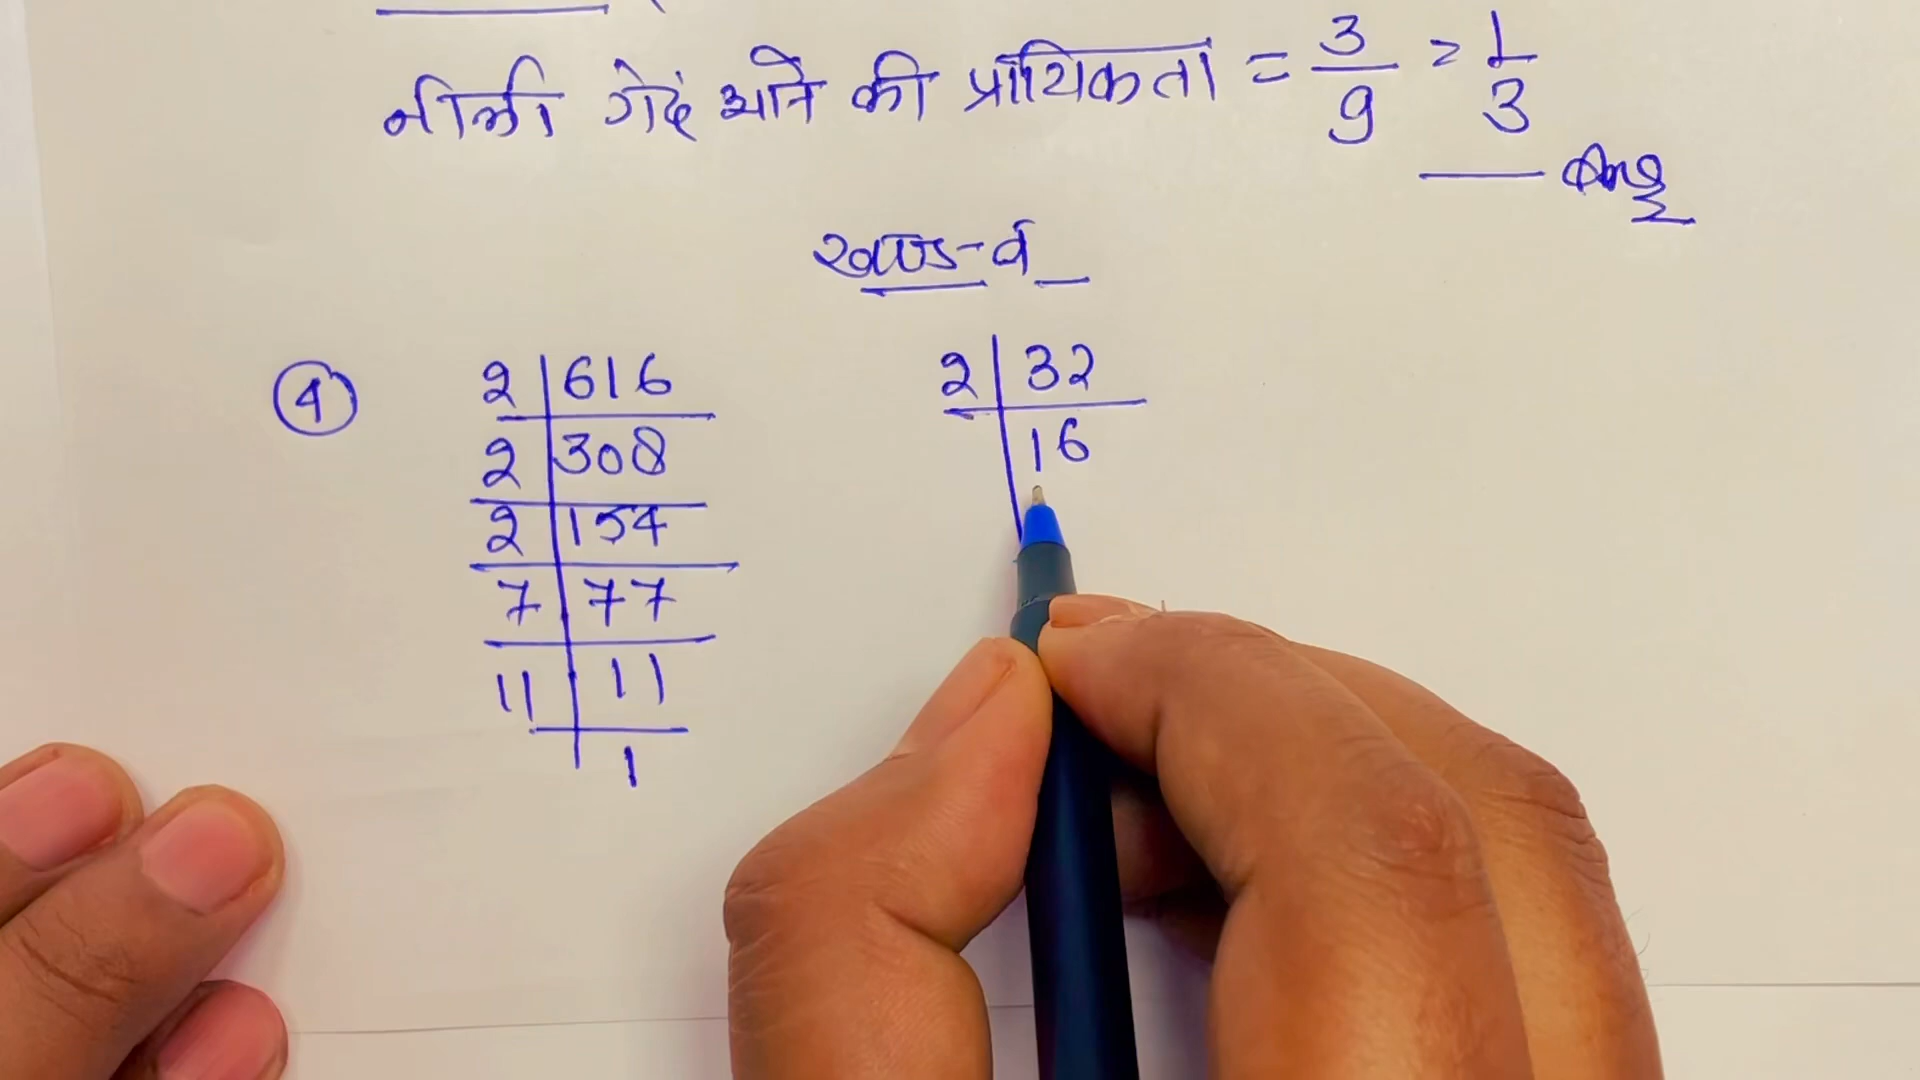 नीली गेदं आने की प्रायिकता = 3/9 = 1/3
Ans
खण्ड-व
4
2 | 616
2 | 308
2 | 154
7 | 77
11 | 11
1
2 | 32
16